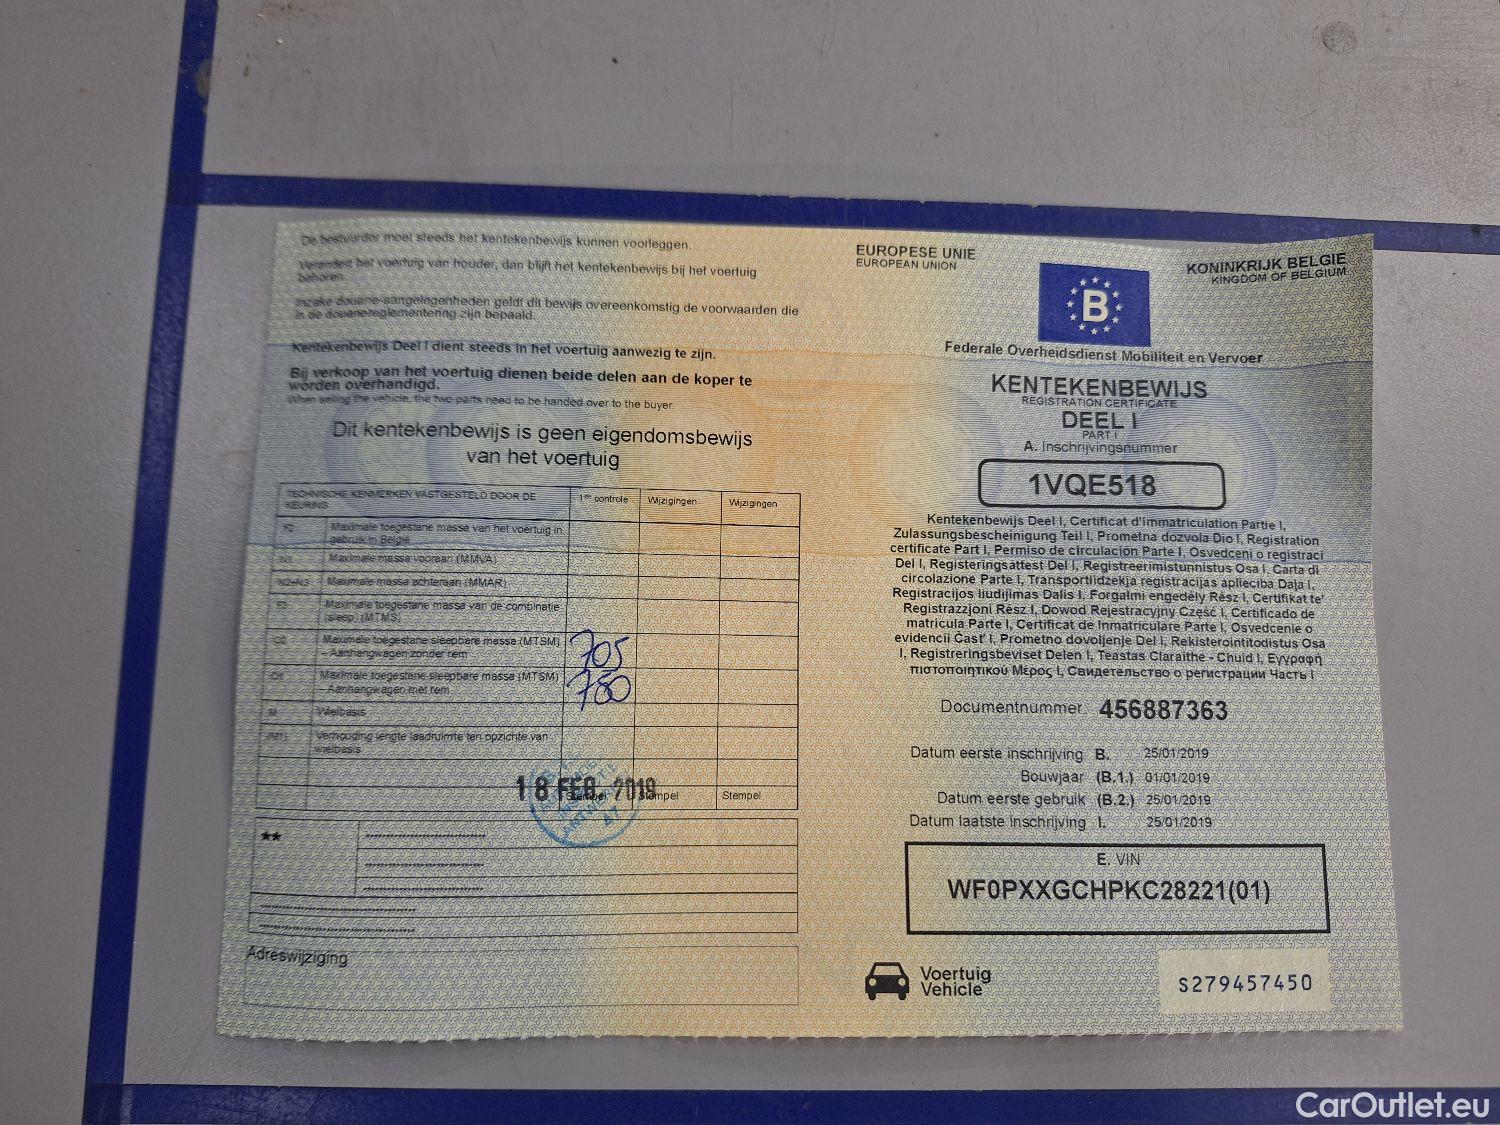 De bestuurder moet steeds het kentekenbewijs kunnen voorleggen.
Verandert het voertuig van houder, dan blijft het kentekenbewijs bij het voertuig
behoren.
Inzake douane-aangelegenheden geldt dit bewijs overeenkomstig de voorwaarden die
in de douanereglementering zijn bepaald.
Kentekenbewijs Deel I dient steeds in het voertuig aanwezig te zijn.
Bij verkoop van het voertuig dienen beide delen aan de koper te
worden overhandigd.
When selling the vehicle, the two parts need to be handed over to the buyer
Dit kentekenbewijs is geen eigendomsbewijs
van het voertuig
TECHNISCHE KENMERKEN VASTGESTELD DOOR DE
KEURING
1ste controle
Wijzigingen
Wijzigingen
F2
Maximale toegestane massa van het voertuig in
gebruik in België
N1
Maximale massa vooraan (MMVA)
N2-N3
Maximale massa achteraan (MMAR)
F3
Maximale toegestane massa van de combinatie
(sleep) (MTMS)
O2
Maximale toegestane sleepbare massa (MTSM)
– Aanhangwagen zonder rem
705
O1
Maximale toegestane sleepbare massa (MTSM)
– Aanhangwagen met rem
750
M
Wielbasis
Verhouding lengte laadruimte ten opzichte van
wielbasis
18 FEB. 2019
Stempel
Stempel
Stempel
**
Adreswijziging
EUROPESE UNIE
EUROPEAN UNION
B
KONINKRIJK BELGIE
KINGDOM OF BELGIUM
Federale Overheidsdienst Mobiliteit en Vervoer
KENTEKENBEWIJS
REGISTRATION CERTIFICATE
DEEL I
PART I
A. Inschrijvingsnummer
1VQE518
Kentekenbewijs Deel I, Certificat d'immatriculation Partie I,
Zulassungsbescheinigung Teil I, Prometna dozvola Dio I, Registration
certificate Part I, Permiso de circulación Parte I, Osvedceni o registraci
Del I, Registeringsattest Del I, Registreerimistunnistus Osa I, Carta di
circolazione Parte I, Transportlidzekja registracijas aplieciba Daļa I,
Registracijos liudijimas Dalis I, Forgalmi engedély Rész I, Certifikat te'
Registrazzjoni Rész I, Dowod Rejestracyjny Część I, Certificado de
matricula Parte I, Certificat de Inmatriculare Parte I, Osvedcenie o
evidencii Časť I, Prometno dovoljenje Del I, Rekisterointitodistus Osa
I, Registreringsbeviset Delen I, Teastas Claraithe - Chuid I, Εγγραφή
πιστοποιητικού Μέρος I, Свидетельство о регистрации Часть I
Documentnummer 456887363
Datum eerste inschrijving B. 25/01/2019
Bouwjaar (B.1.) 01/01/2019
Datum eerste gebruik (B.2.) 25/01/2019
Datum laatste inschrijving I. 25/01/2019
E. VIN
WF0PXXGCHPKC28221(01)
Voertuig
Vehicle
S279457450
CarOutlet.eu